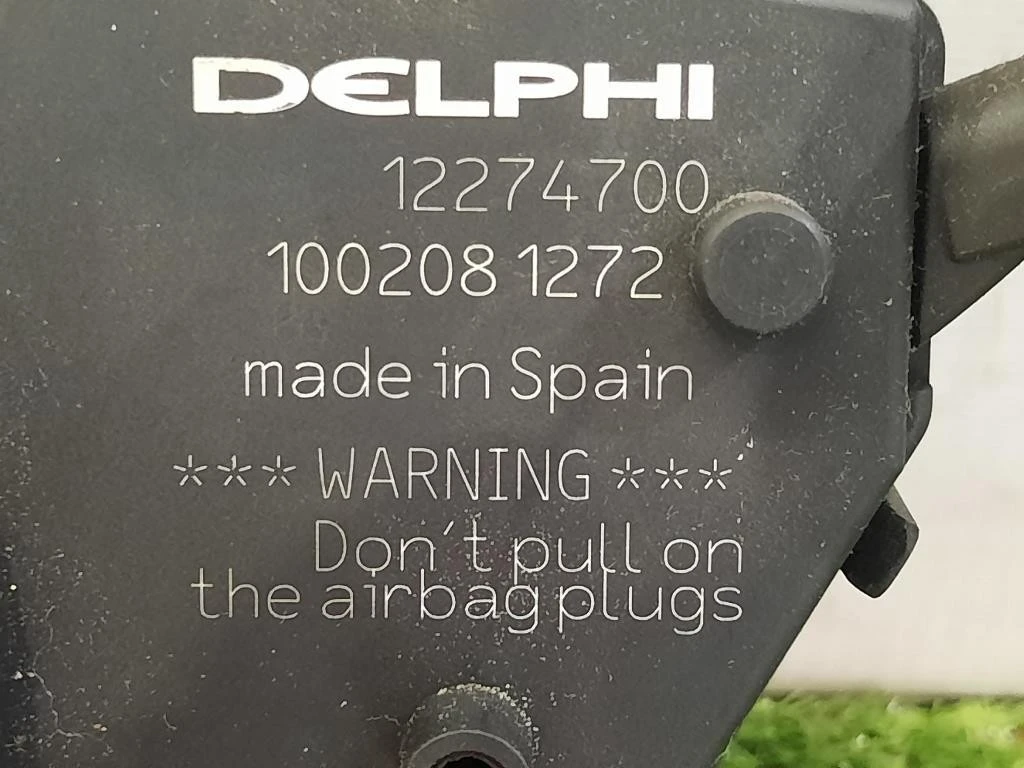 DELPHI
12274700
100208 1272
made in Spain
*** WARNING ***
Don't pull on
the airbag plugs